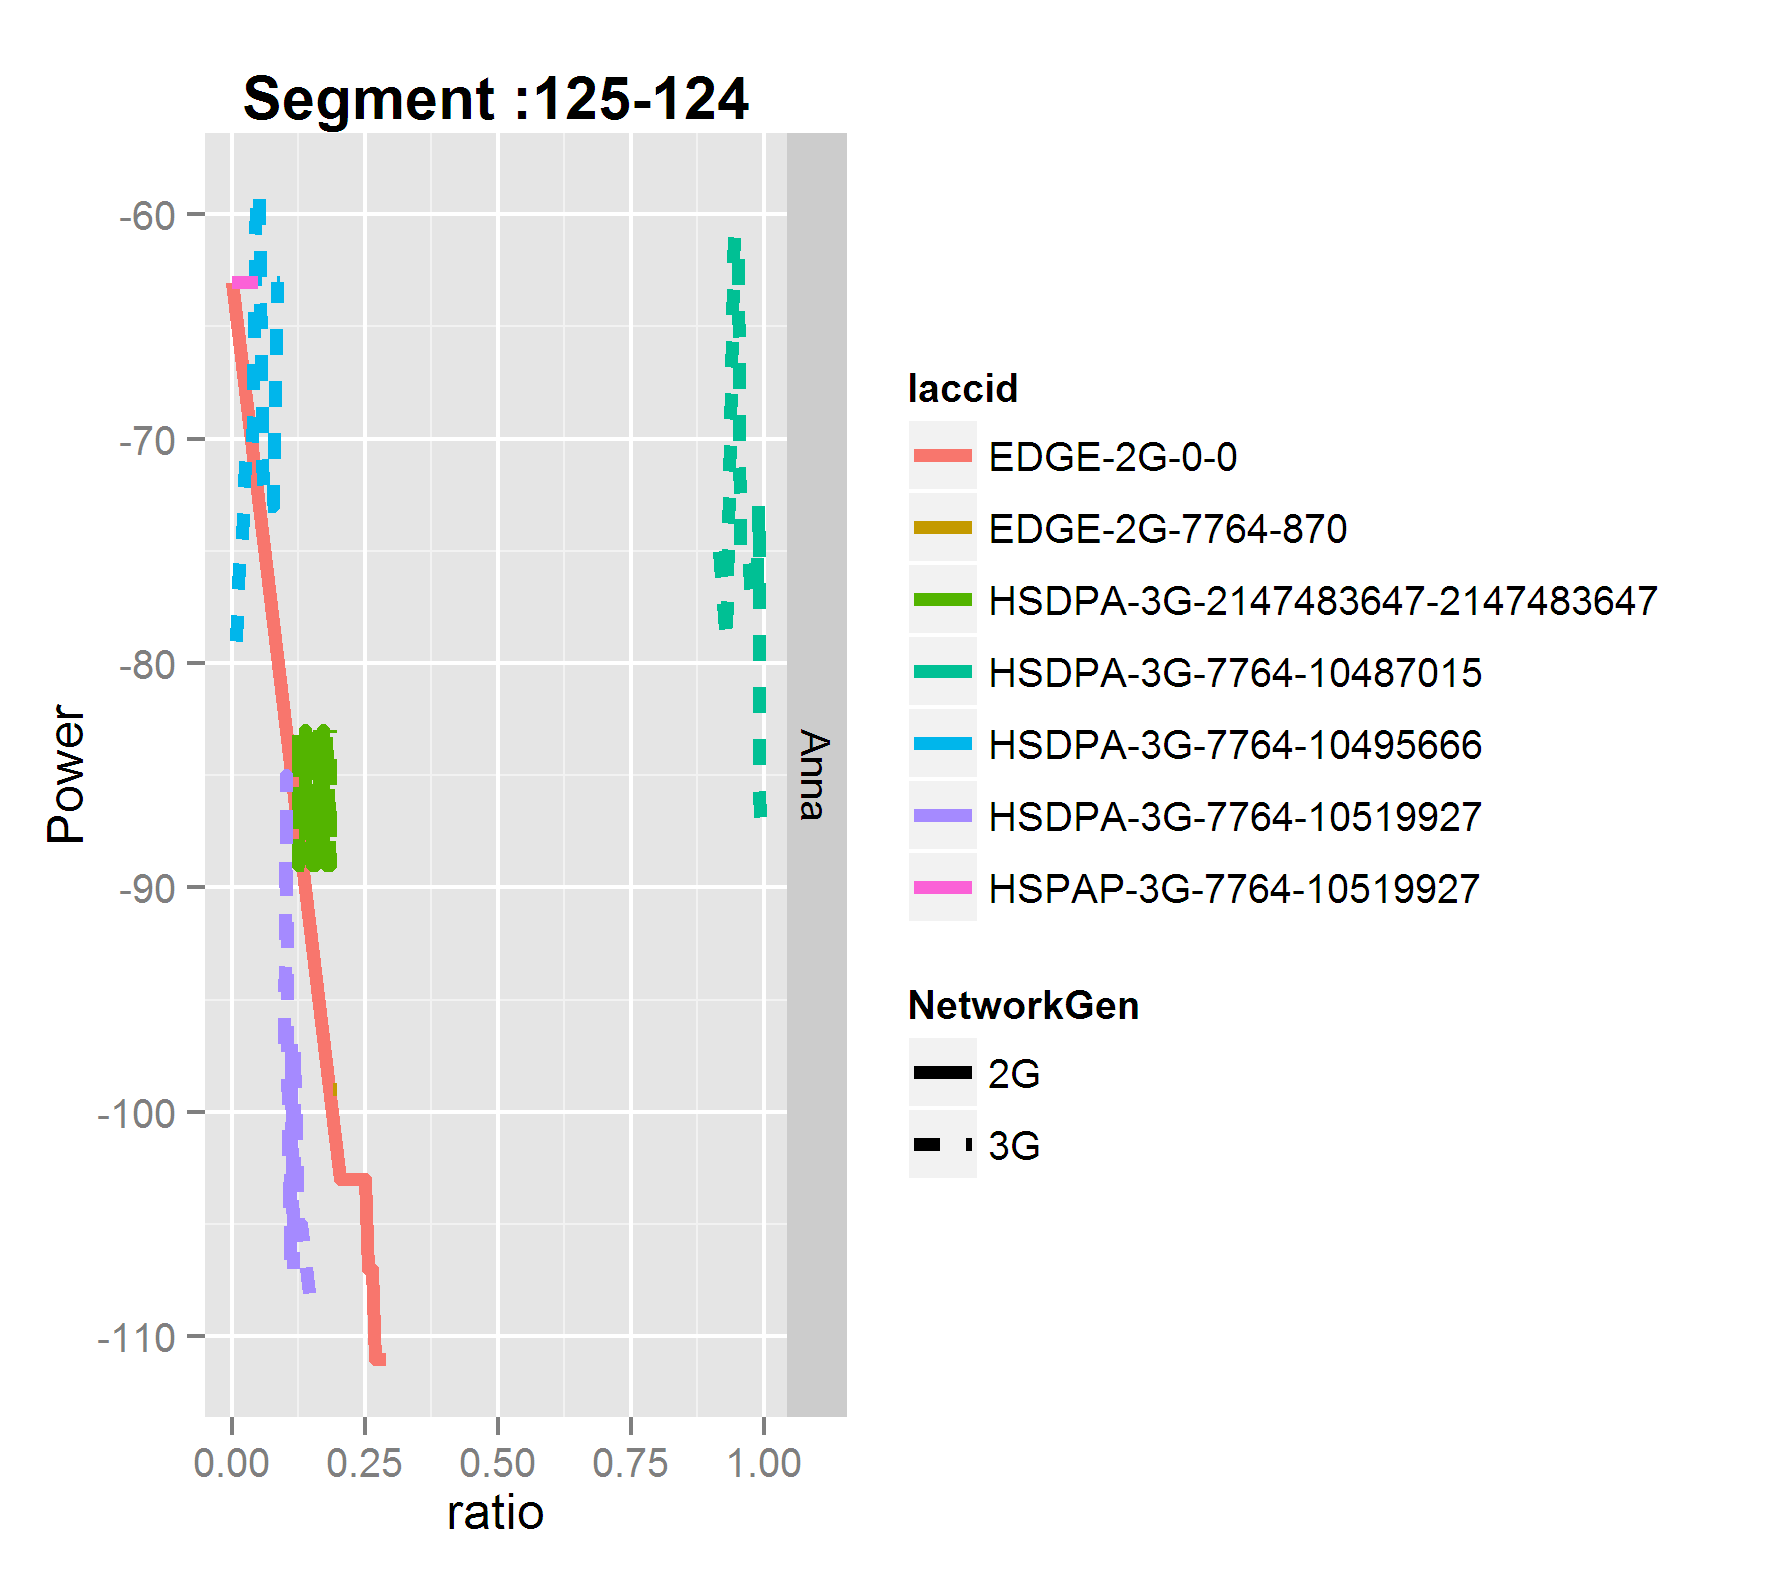 Segment :125-124
-60
-70
-80
-90
-100
-110
Power
Anna
0.00 0.25 0.50 0.75 1.00
ratio
laccid
EDGE-2G-0-0
EDGE-2G-7764-870
HSDPA-3G-2147483647-2147483647
HSDPA-3G-7764-10487015
HSDPA-3G-7764-10495666
HSDPA-3G-7764-10519927
HSPAP-3G-7764-10519927
NetworkGen
2G
3G